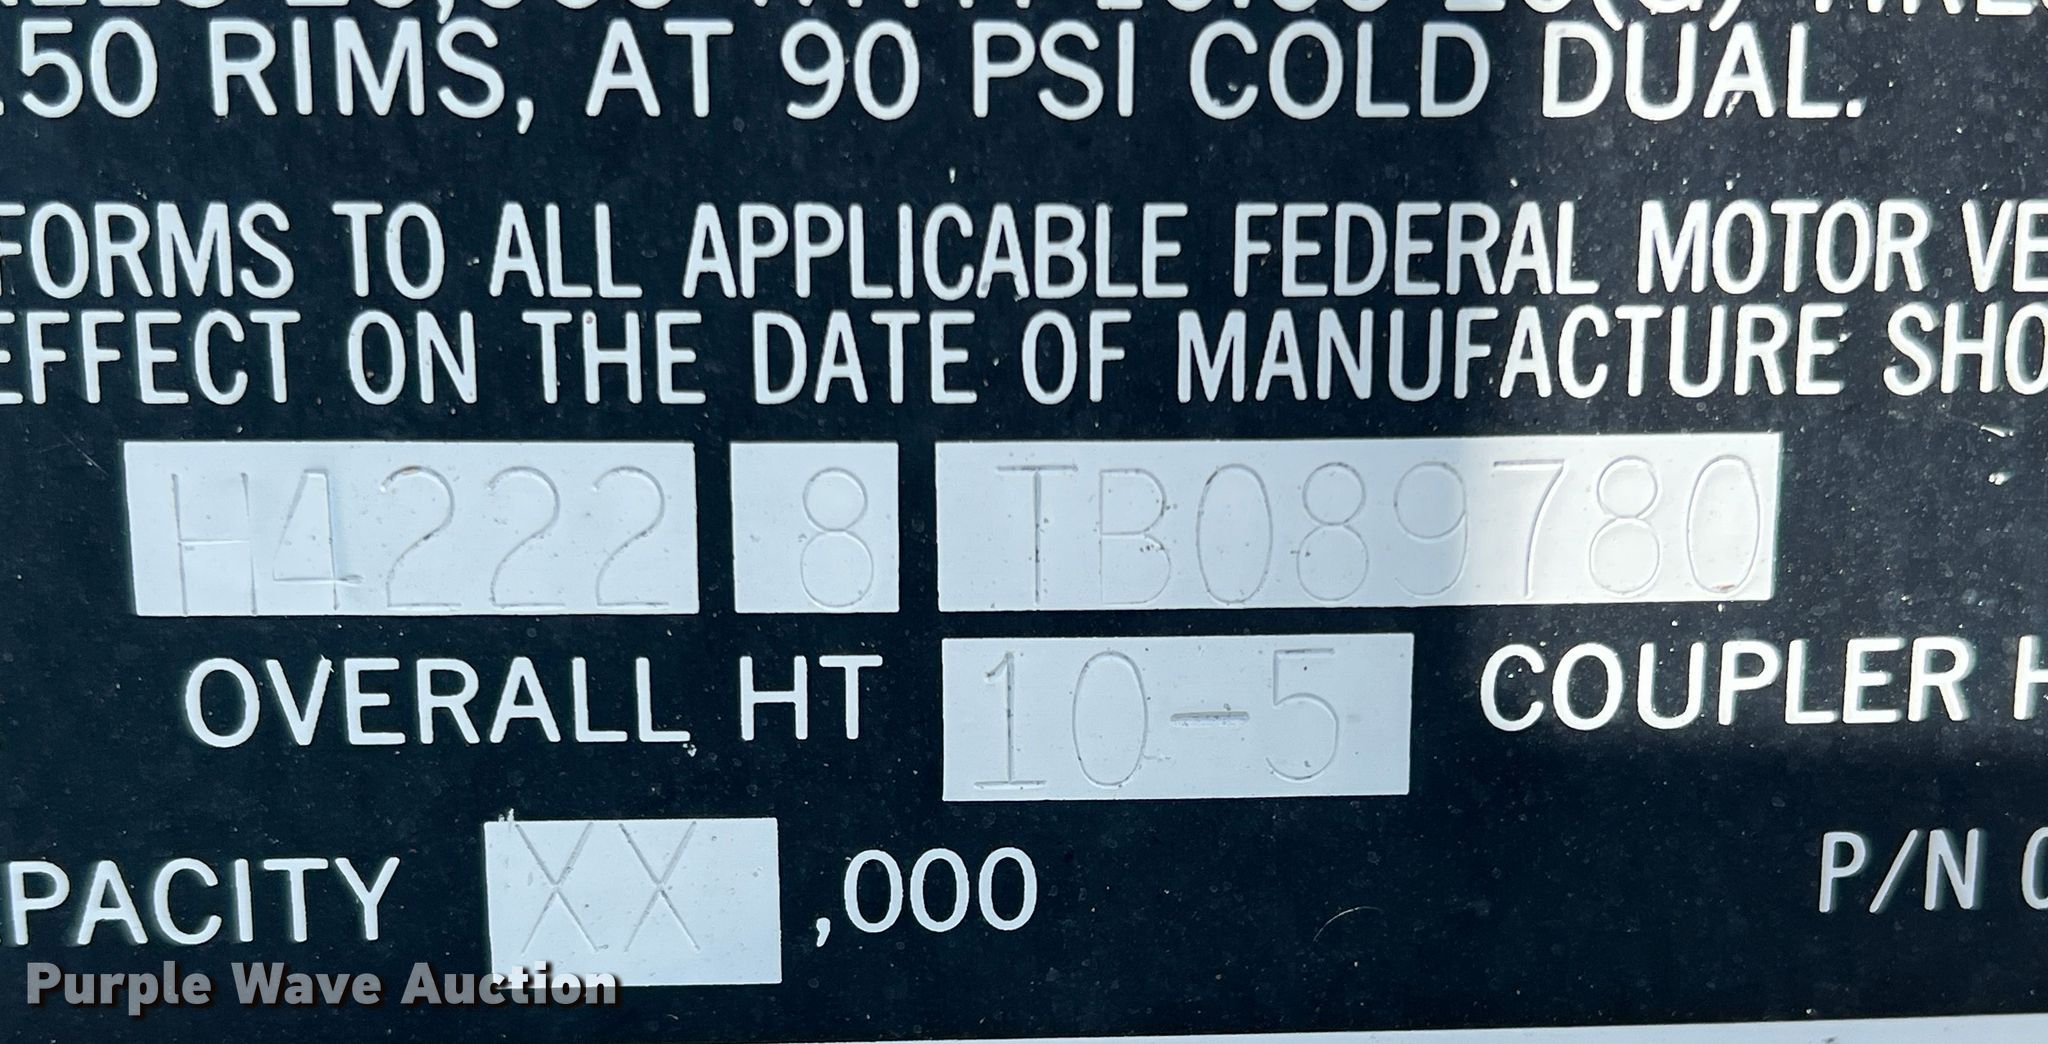 .50 RIMS, AT 90 PSI COLD DUAL.
FORMS TO ALL APPLICABLE FEDERAL MOTOR VE
EFFECT ON THE DATE OF MANUFACTURE SHO
H4222 8 TB089780
OVERALL HT 10-5 COUPLER H
PACITY XX ,000
P/N
Purple Wave Auction